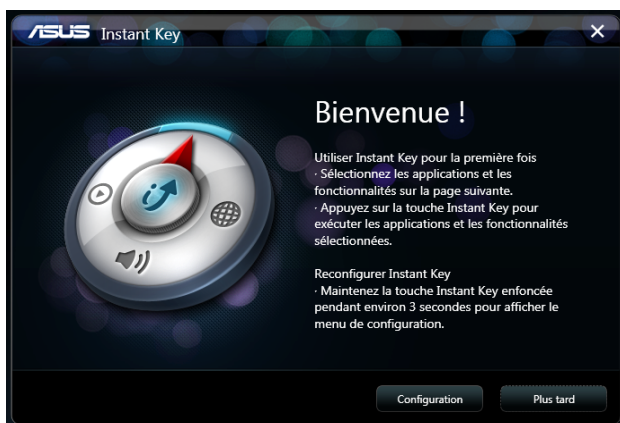 ASUS Instant Key
Bienvenue !
Utiliser Instant Key pour la première fois
· Sélectionnez les applications et les
fonctionnalités sur la page suivante.
· Appuyez sur la touche Instant Key pour
exécuter les applications et les fonctionnalités
sélectionnées.
Reconfigurer Instant Key
· Maintenez la touche Instant Key enfoncée
pendant environ 3 secondes pour afficher le
menu de configuration.
Configuration
Plus tard